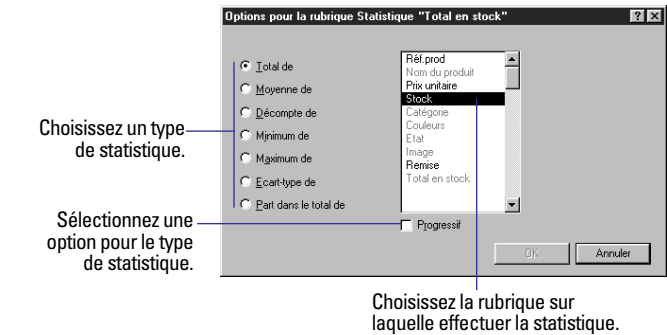 Options pour la rubrique Statistique "Total en stock"
Total de
Moyenne de
Décompte de
Minimum de
Maximum de
Ecart-type de
Part dans le total de
Réf.prod
Nom du produit
Prix unitaire
Stock
Catégorie
Couleurs
Etat
Image
Remise
Total en stock
Progressif
OK
Annuler
Choisissez un type
de statistique.
Sélectionnez une
option pour le type
de statistique.
Choisissez la rubrique sur
laquelle effectuer la statistique.